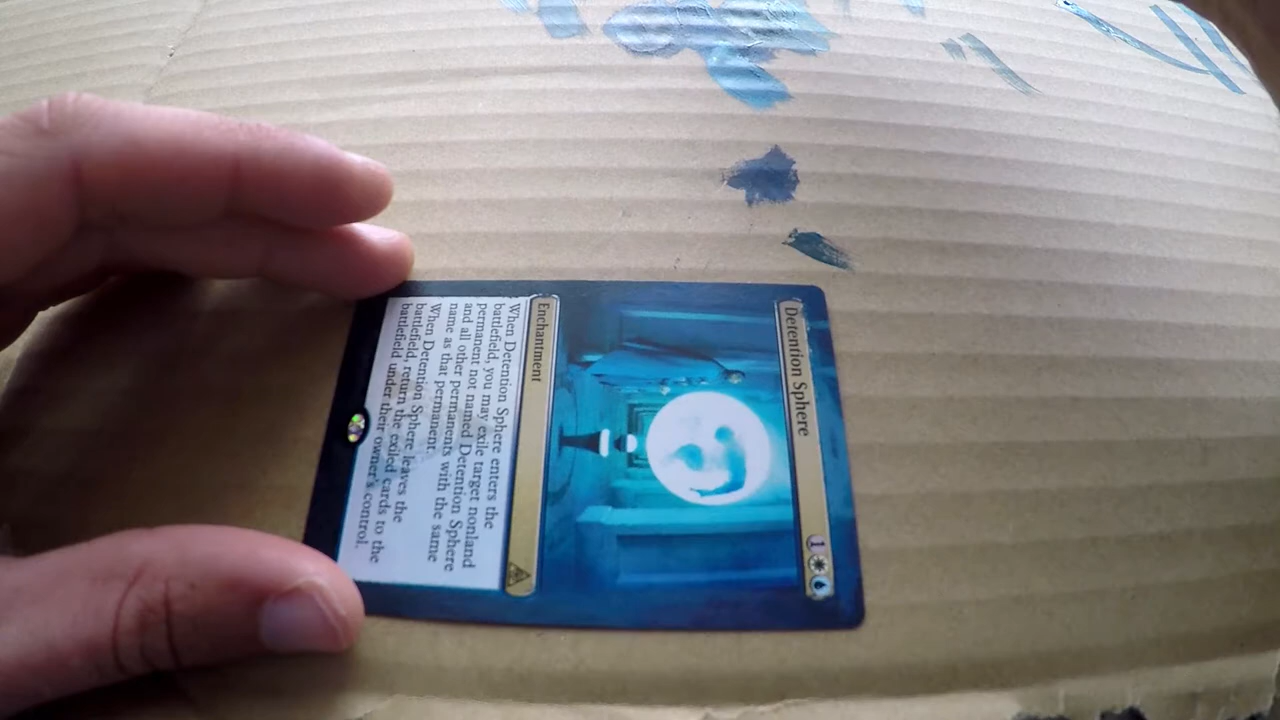 Detention Sphere 1
Enchantment
When Detention Sphere enters the
battlefield, you may exile target nonland
permanent not named Detention Sphere
and all other permanents with the same
name as that permanent.
When Detention Sphere leaves the
battlefield, return the exiled cards to the
battlefield under their owner's control.